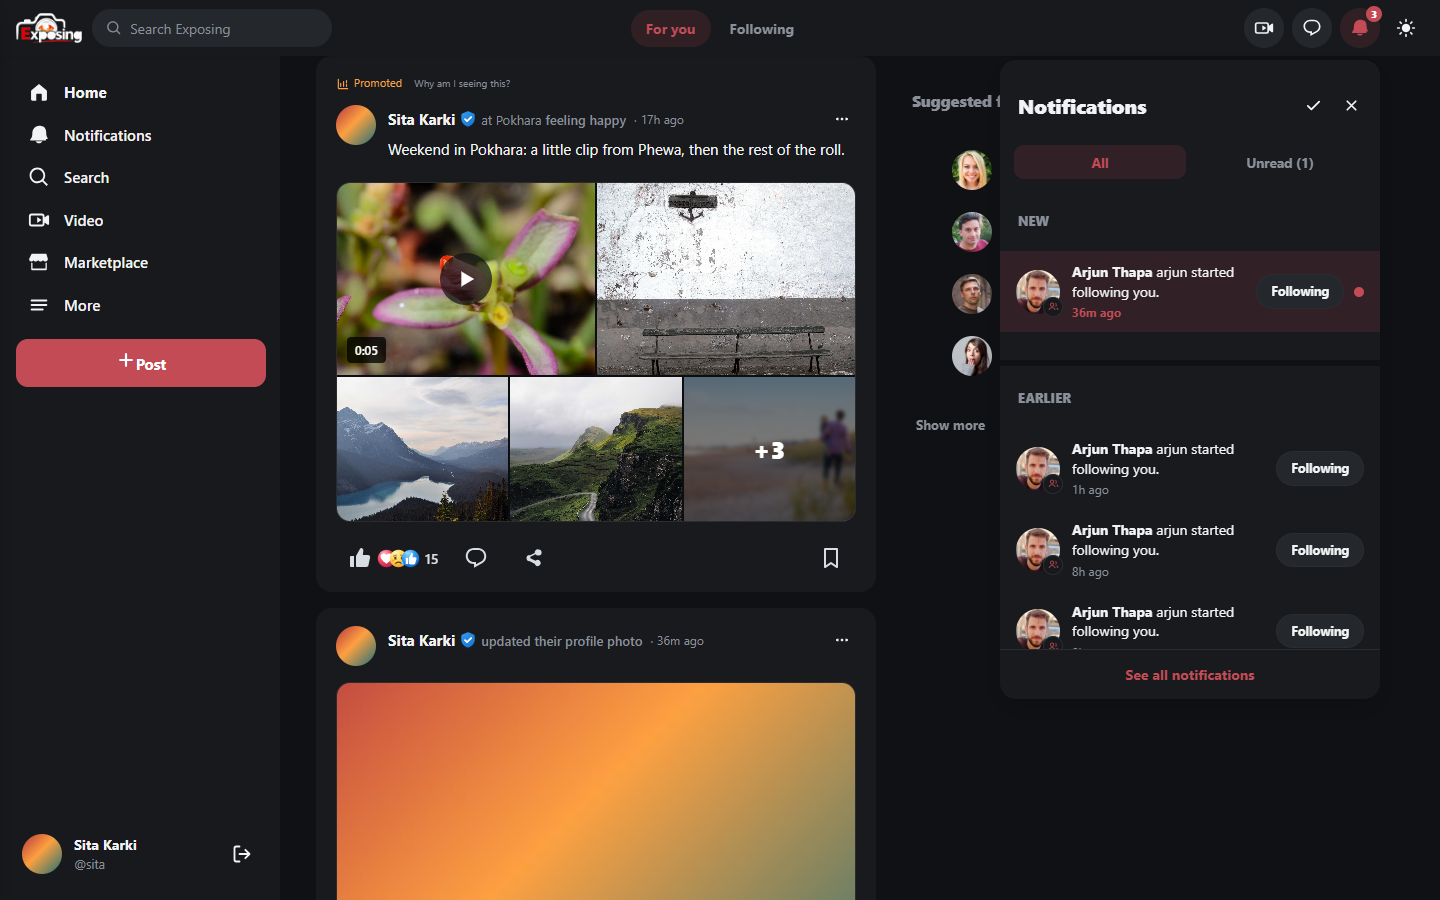 Exposing
Search Exposing
For you
Following
3
Home
Notifications
Search
Video
Marketplace
More
Post
Sita Karki
@sita
Promoted
Why am I seeing this?
Sita Karki at Pokhara feeling happy · 17h ago
Weekend in Pokhara: a little clip from Phewa, then the rest of the roll.
0:05
+3
15
Sita Karki updated their profile photo · 36m ago
Suggested f
Show more
Notifications
All
Unread (1)
NEW
Arjun Thapa arjun started
following you.
36m ago
Following
EARLIER
Arjun Thapa arjun started
following you.
1h ago
Following
Arjun Thapa arjun started
following you.
8h ago
Following
Arjun Thapa arjun started
following you.
Following
See all notifications